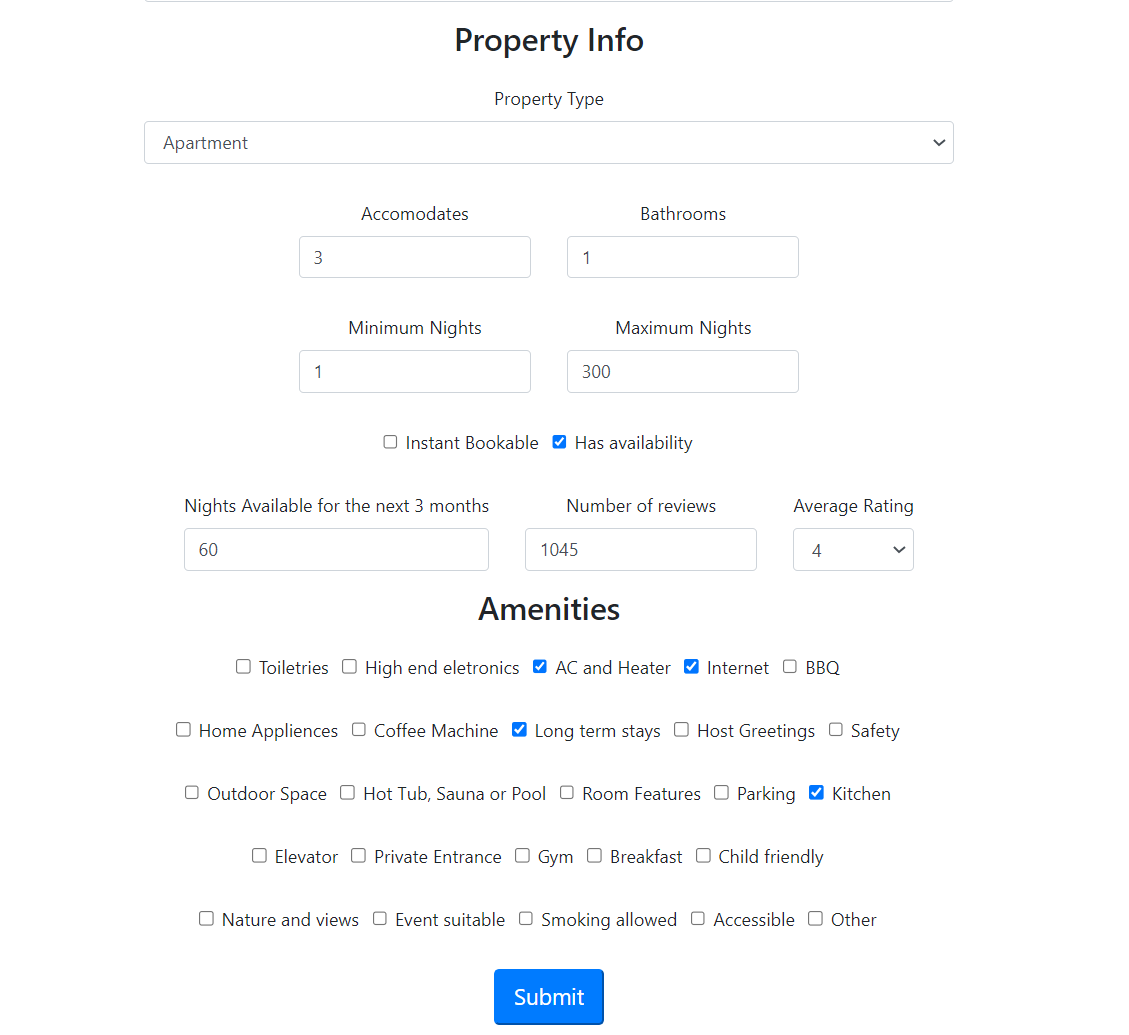 Property Info
Property Type
Apartment
Accomodates Bathrooms
3 1
Minimum Nights Maximum Nights
1 300
Instant Bookable Has availability
Nights Available for the next 3 months Number of reviews Average Rating
60 1045 4
Amenities
Toiletries High end eletronics AC and Heater Internet BBQ
Home Appliences Coffee Machine Long term stays Host Greetings Safety
Outdoor Space Hot Tub, Sauna or Pool Room Features Parking Kitchen
Elevator Private Entrance Gym Breakfast Child friendly
Nature and views Event suitable Smoking allowed Accessible Other
Submit